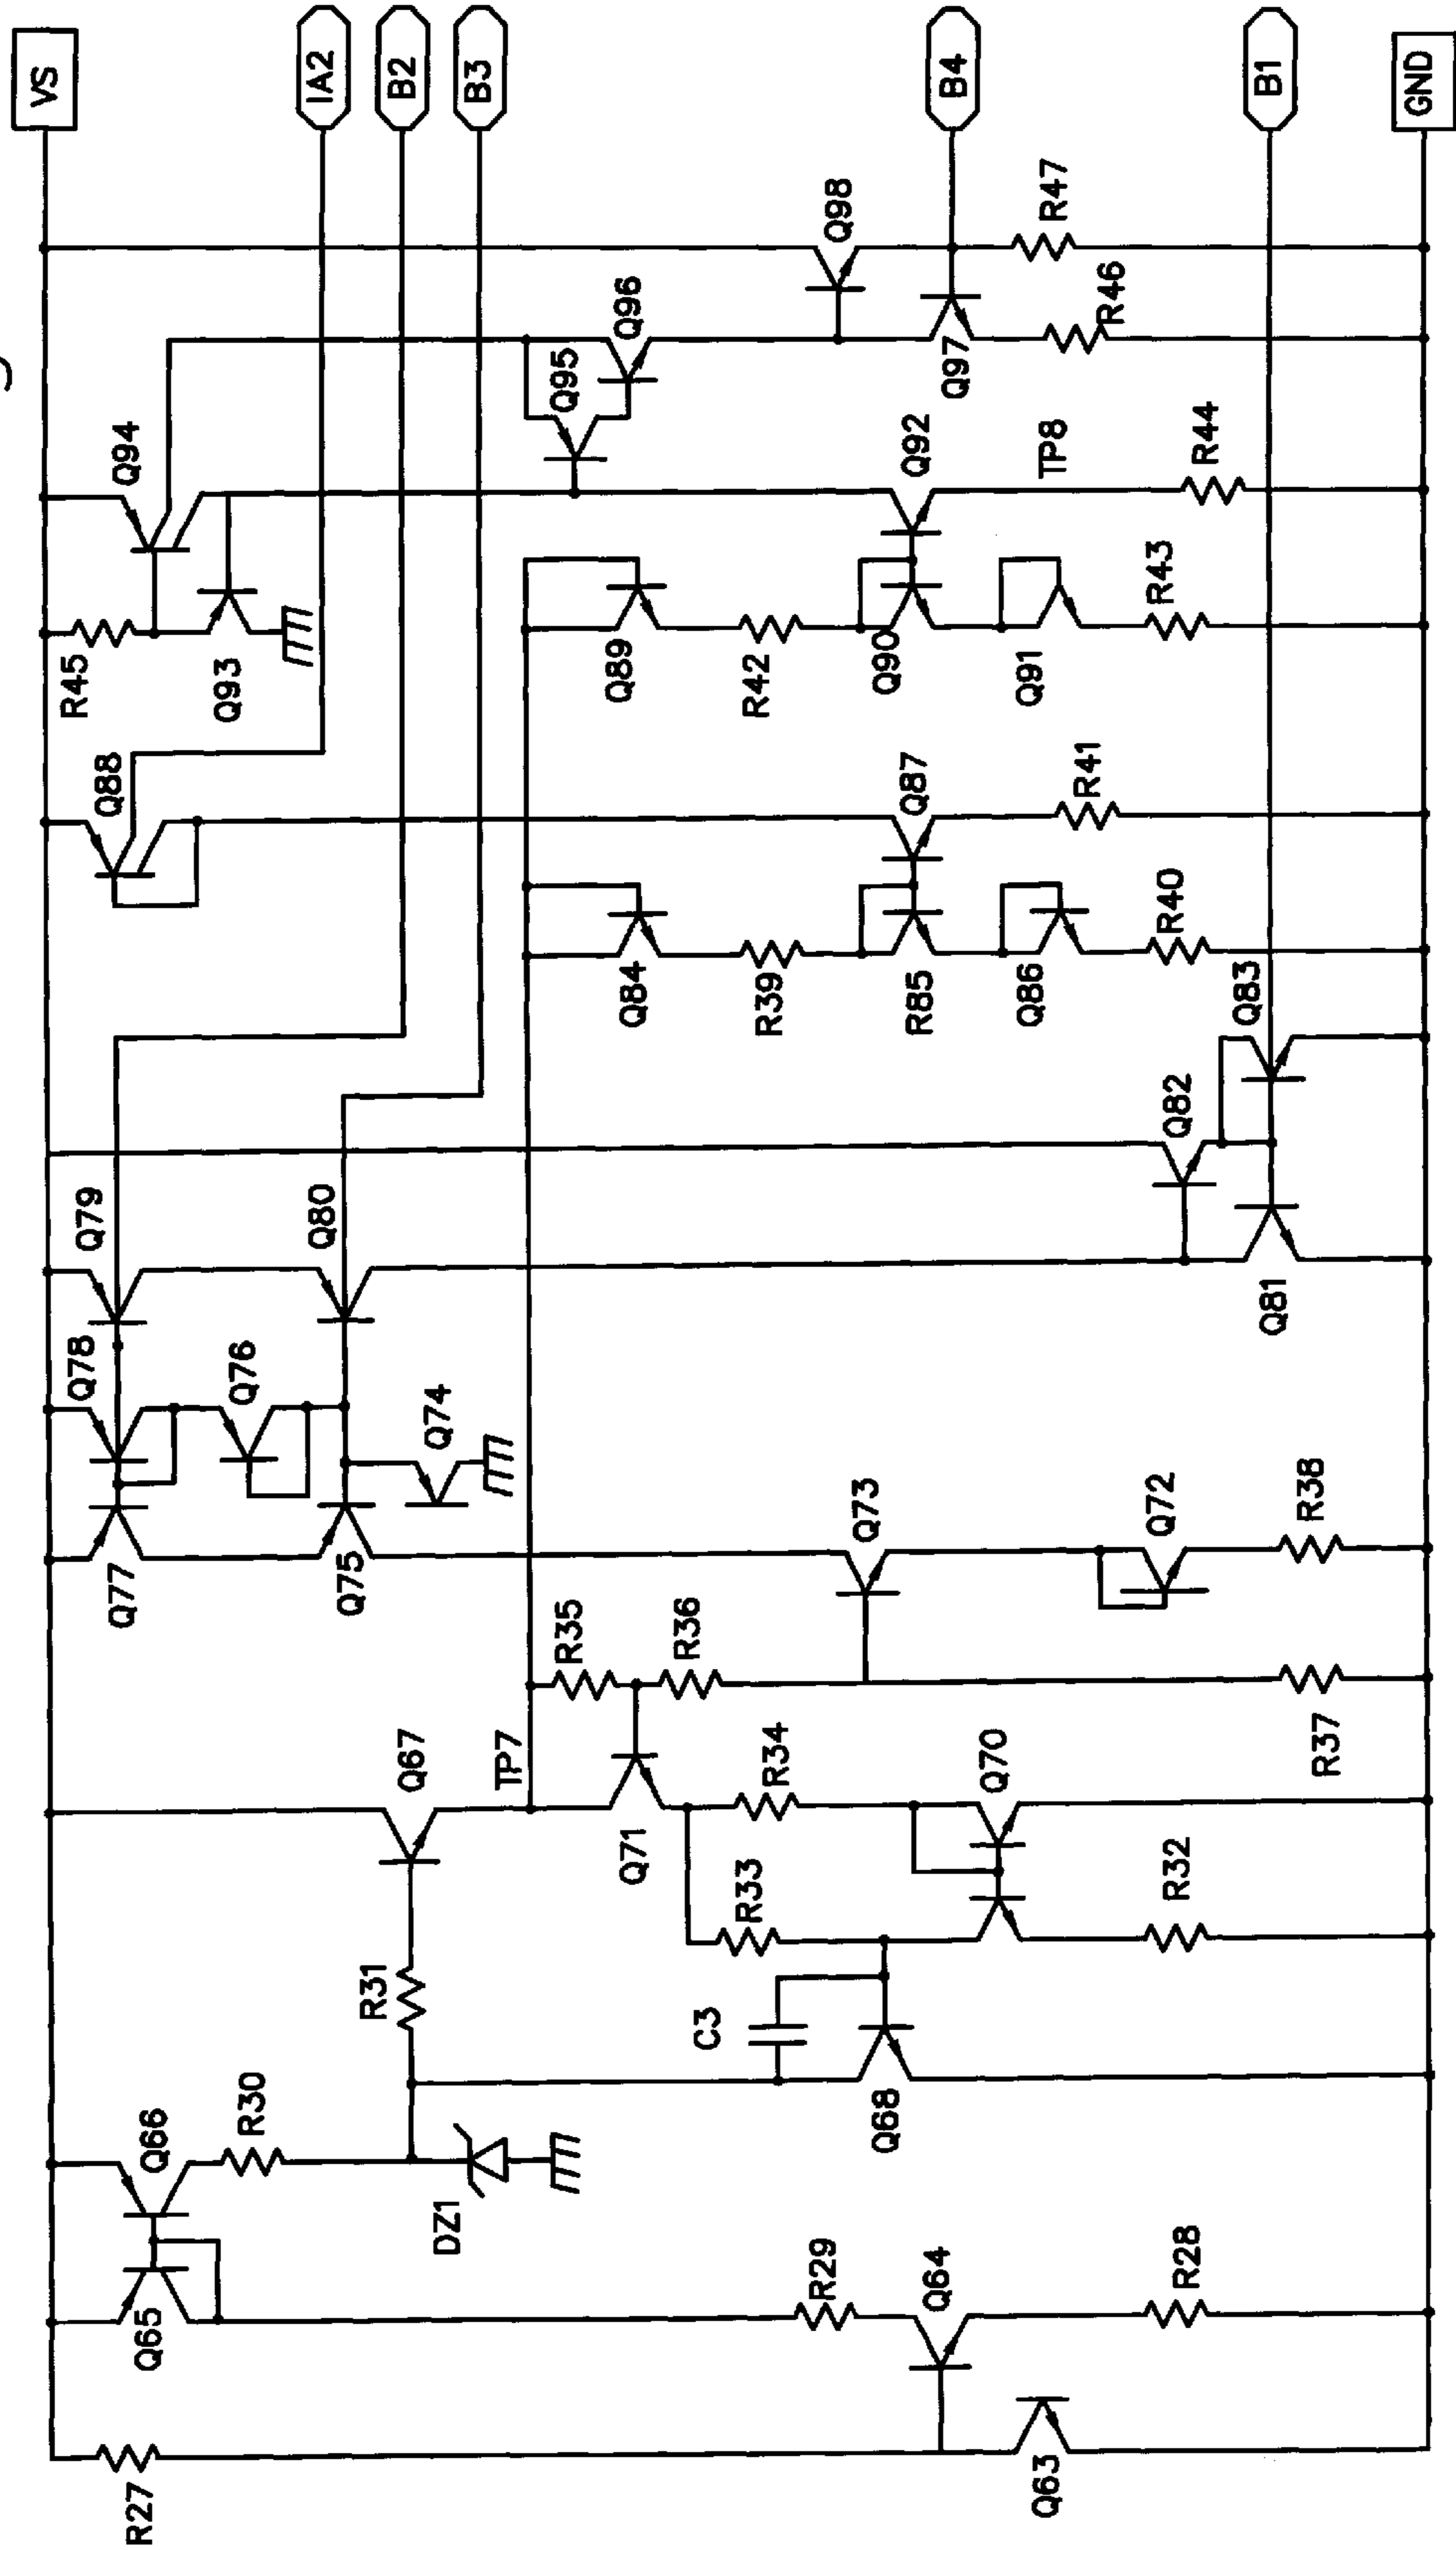 VS
IA2
B2
B3
B4
B1
GND
R47
Q98
R46
Q96
Q97
Q95
Q94
Q92
TP8
R44
R45
Q93
Q89
R42
Q90
Q91
R43
Q88
Q87
R41
Q84
R39
R85
Q86
R40
Q83
Q82
Q79
Q80
Q81
Q78
Q76
Q74
Q77
Q75
Q73
Q72
R38
R35
R36
R37
Q67
TP7
Q71
R34
Q70
R33
R32
R31
C3
Q68
Q66
R30
DZ1
Q65
R29
Q64
R28
R27
Q63